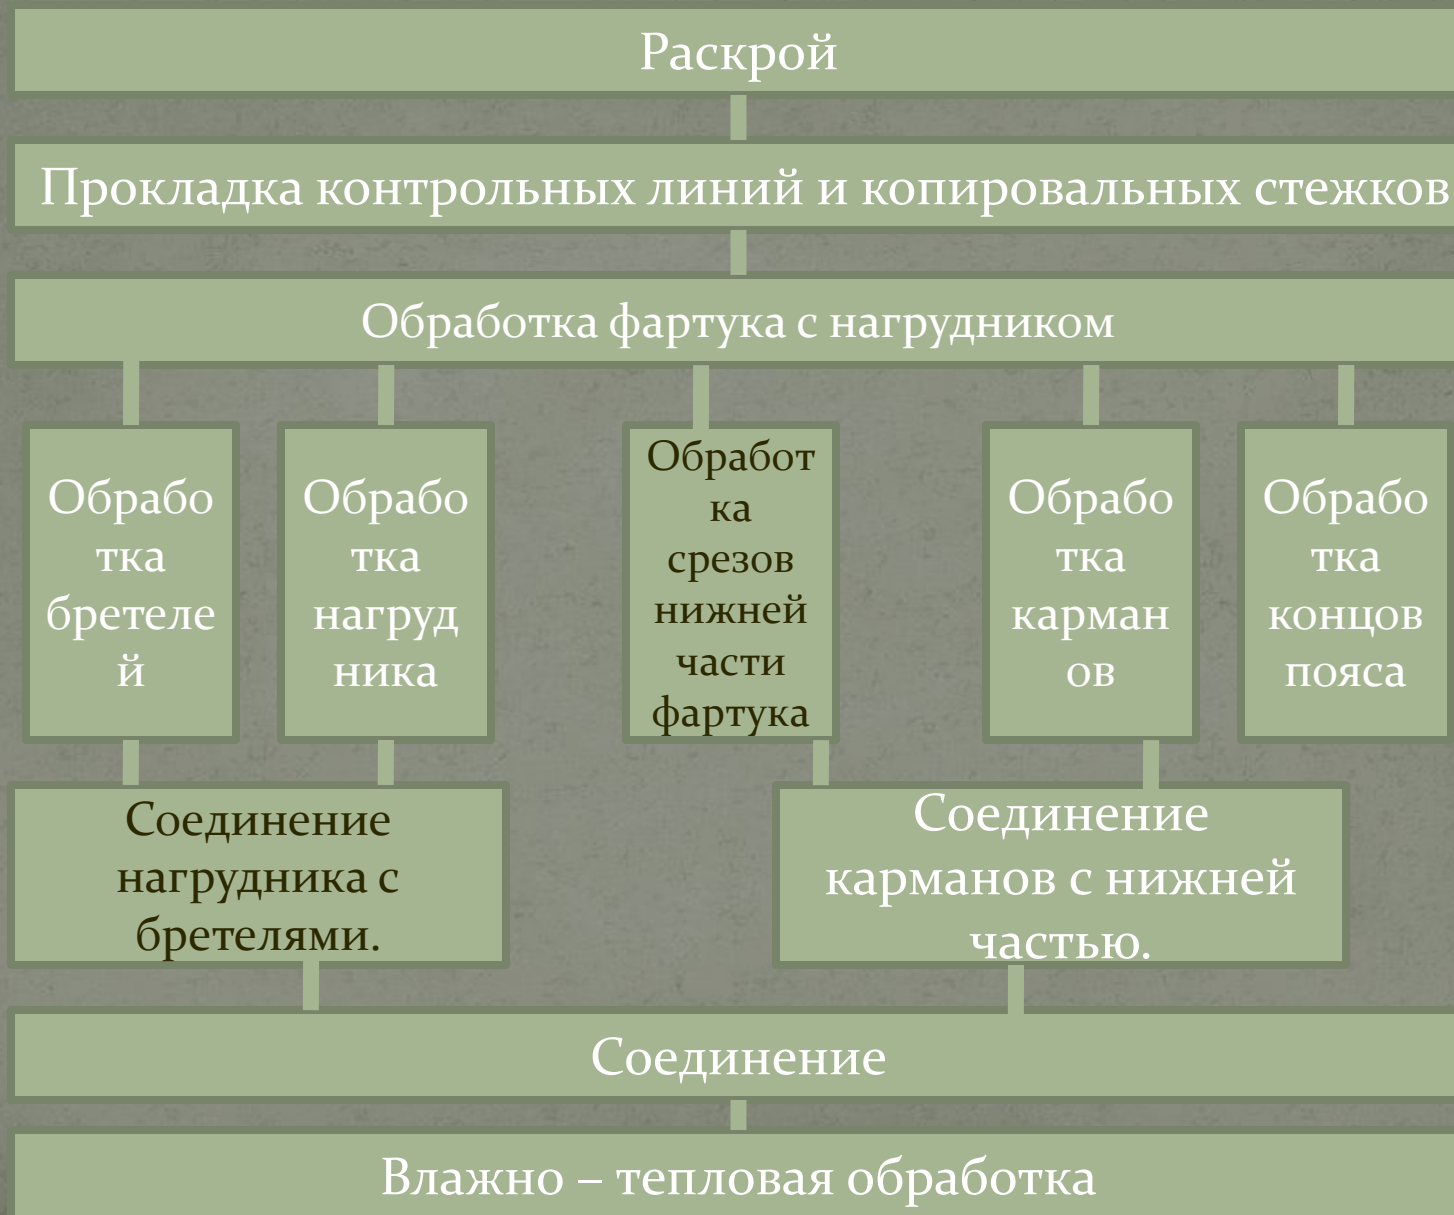 Раскрой
Прокладка контрольных линий и копировальных стежков
Обработка фартука с нагрудником
Обрабо
тка
бретеле
й
Обрабо
тка
нагруд
ника
Обработ
ка
срезов
нижней
части
фартука
Обрабо
тка
карман
ов
Обрабо
тка
концов
пояса
Соединение
нагрудника с
бретелями.
Соединение
карманов с нижней
частью.
Соединение
Влажно – тепловая обработка